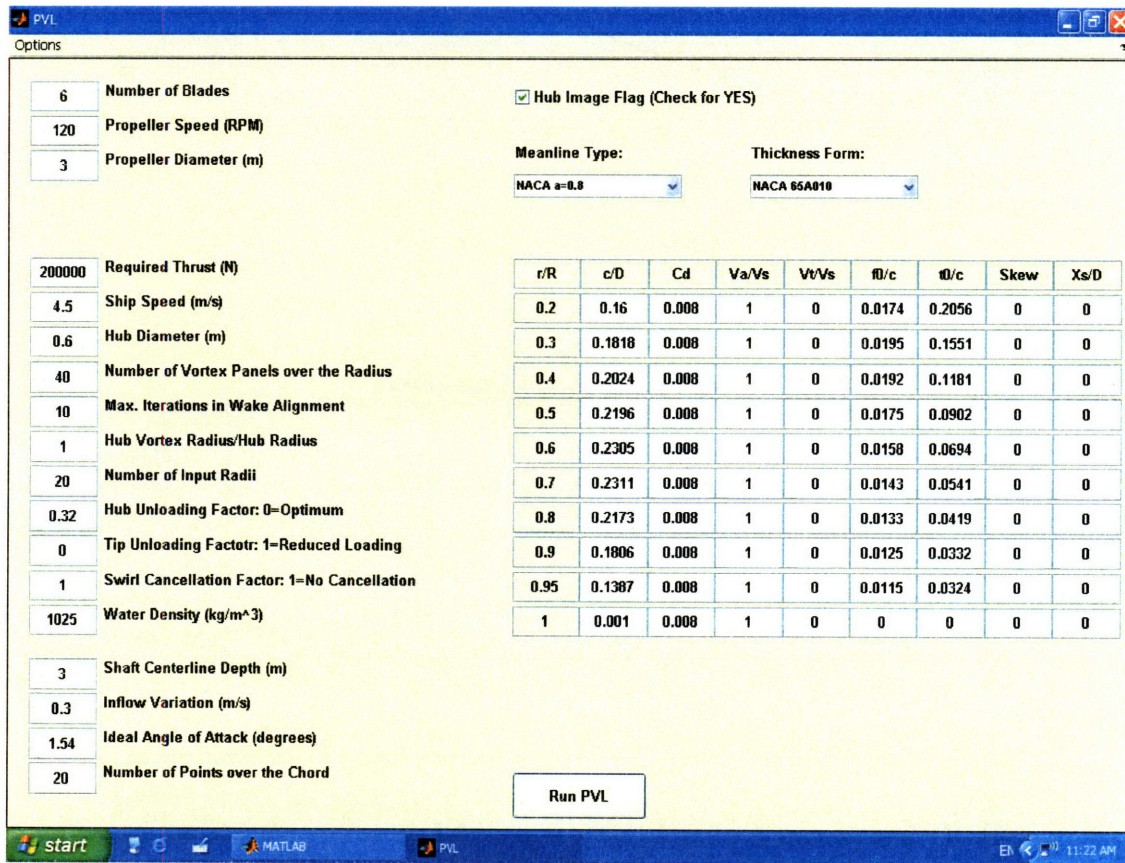 PVL
Options
6 Number of Blades
120 Propeller Speed (RPM)
3 Propeller Diameter (m)
Hub Image Flag (Check for YES)
Meanline Type: Thickness Form:
NACA a=0.8 NACA 65A010
200000 Required Thrust (N)
4.5 Ship Speed (m/s)
0.6 Hub Diameter (m)
40 Number of Vortex Panels over the Radius
10 Max. Iterations in Wake Alignment
1 Hub Vortex Radius/Hub Radius
20 Number of Input Radii
0.32 Hub Unloading Factor: 0=Optimum
0 Tip Unloading Factotr: 1=Reduced Loading
1 Swirl Cancellation Factor: 1=No Cancellation
1025 Water Density (kg/m^3)
3 Shaft Centerline Depth (m)
0.3 Inflow Variation (m/s)
1.54 Ideal Angle of Attack (degrees)
20 Number of Points over the Chord
r/R c/D Cd Va/Vs Vt/Vs f0/c t0/c Skew Xs/D
0.2 0.16 0.008 1 0 0.0174 0.2056 0 0
0.3 0.1818 0.008 1 0 0.0195 0.1551 0 0
0.4 0.2024 0.008 1 0 0.0192 0.1181 0 0
0.5 0.2196 0.008 1 0 0.0175 0.0902 0 0
0.6 0.2305 0.008 1 0 0.0158 0.0694 0 0
0.7 0.2311 0.008 1 0 0.0143 0.0541 0 0
0.8 0.2173 0.008 1 0 0.0133 0.0419 0 0
0.9 0.1806 0.008 1 0 0.0125 0.0332 0 0
0.95 0.1387 0.008 1 0 0.0115 0.0324 0 0
1 0.001 0.008 1 0 0 0 0 0
Run PVL
start MATLAB PVL EN 11:22 AM